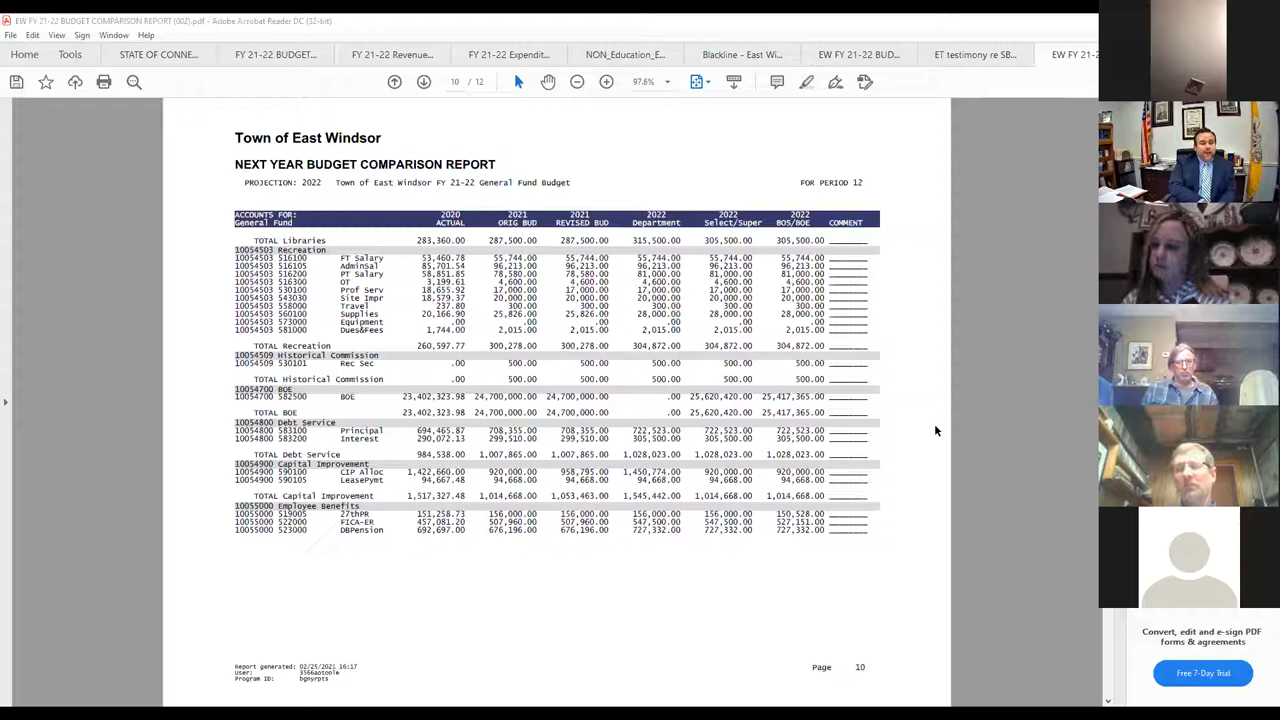 EW FY 21-22 BUDGET COMPARISON REPORT (002).pdf - Adobe Acrobat Reader DC (32-bit)
File Edit View Sign Window Help
Home Tools STATE OF CONNE... FY 21-22 BUDGET... FY 21-22 Revenue... FY 21-22 Expendit... NON_Education_E... Blackline - East Wi... EW FY 21-22 BUD... ET testimony re SB... EW FY 21-22 BUD
10 / 12 97.6%
Town of East Windsor
NEXT YEAR BUDGET COMPARISON REPORT
PROJECTION: 2022 Town of East Windsor FY 21-22 General Fund Budget FOR PERIOD 12
ACCOUNTS FOR: 2020 2021 2021 2022 2022 2022
General Fund ACTUAL ORIG BUD REVISED BUD Department Select/Super BOS/BOE COMMENT
TOTAL Libraries 283,360.00 287,500.00 287,500.00 315,500.00 305,500.00 305,500.00
10054503 Recreation
10054503 516100 FT Salary 53,460.78 55,744.00 55,744.00 55,744.00 55,744.00 55,744.00
10054503 516105 AdminSal 85,701.54 96,213.00 96,213.00 96,213.00 96,213.00 96,213.00
10054503 516200 PT Salary 58,851.85 78,580.00 78,580.00 81,000.00 81,000.00 81,000.00
10054503 516300 OT 3,199.61 4,600.00 4,600.00 4,600.00 4,600.00 4,600.00
10054503 530100 Prof Serv 18,655.92 17,000.00 17,000.00 17,000.00 17,000.00 17,000.00
10054503 543030 Site Impr 18,579.37 20,000.00 20,000.00 20,000.00 20,000.00 20,000.00
10054503 558000 Travel 237.80 300.00 300.00 300.00 300.00 300.00
10054503 560100 Supplies 20,166.90 25,826.00 25,826.00 28,000.00 28,000.00 28,000.00
10054503 573000 Equipment .00 .00 .00 .00 .00 .00
10054503 581000 Dues&Fees 1,744.00 2,015.00 2,015.00 2,015.00 2,015.00 2,015.00
TOTAL Recreation 260,597.77 300,278.00 300,278.00 304,872.00 304,872.00 304,872.00
10054509 Historical Commission
10054509 530101 Rec Sec .00 500.00 500.00 500.00 500.00 500.00
TOTAL Historical Commission .00 500.00 500.00 500.00 500.00 500.00
10054700 BOE
10054700 582500 BOE 23,402,323.98 24,700,000.00 24,700,000.00 .00 25,620,420.00 25,417,365.00
TOTAL BOE 23,402,323.98 24,700,000.00 24,700,000.00 .00 25,620,420.00 25,417,365.00
10054800 Debt Service
10054800 583100 Principal 694,465.87 708,355.00 708,355.00 722,523.00 722,523.00 722,523.00
10054800 583200 Interest 290,072.13 299,510.00 299,510.00 305,500.00 305,500.00 305,500.00
TOTAL Debt Service 984,538.00 1,007,865.00 1,007,865.00 1,028,023.00 1,028,023.00 1,028,023.00
10054900 Capital Improvement
10054900 590100 CIP Alloc 1,422,660.00 920,000.00 958,795.00 1,450,774.00 920,000.00 920,000.00
10054900 590105 LeasePymt 94,667.48 94,668.00 94,668.00 94,668.00 94,668.00 94,668.00
TOTAL Capital Improvement 1,517,327.48 1,014,668.00 1,053,463.00 1,545,442.00 1,014,668.00 1,014,668.00
10055000 Employee Benefits
10055000 519005 27thPR 151,258.73 156,000.00 156,000.00 156,000.00 156,000.00 150,528.00
10055000 522000 FICA-ER 457,081.20 507,960.00 507,960.00 547,500.00 547,500.00 527,151.00
10055000 523000 DBPension 692,697.00 676,196.00 676,196.00 727,332.00 727,332.00 727,332.00
Report generated: 02/25/2021 16:17
User: 3566aotoole
Program ID: bgnyrpts
Page 10
Convert, edit and e-sign PDF
forms & agreements
Free 7-Day Trial